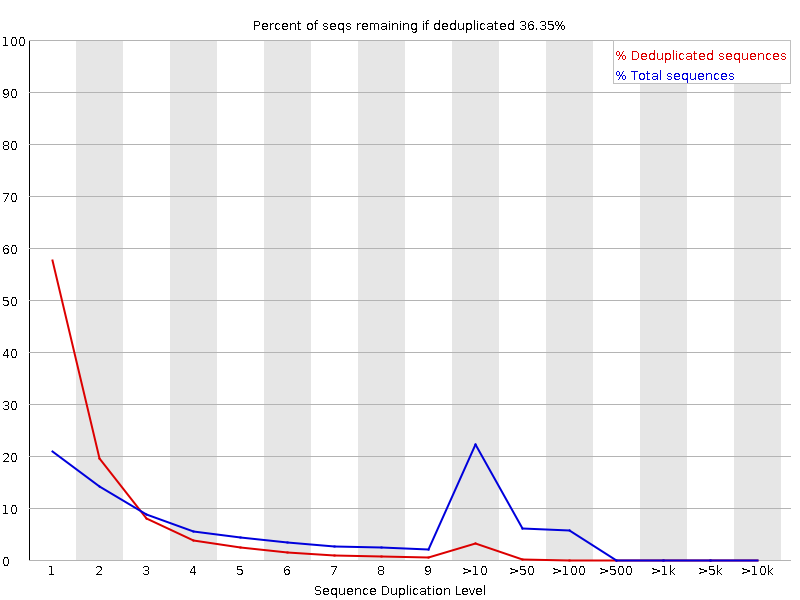 Percent of seqs remaining if deduplicated 36.35%
% Deduplicated sequences
% Total sequences
100
90
80
70
60
50
40
30
20
10
0
1 2 3 4 5 6 7 8 9 >10 >50 >100 >500 >1k >5k >10k
Sequence Duplication Level